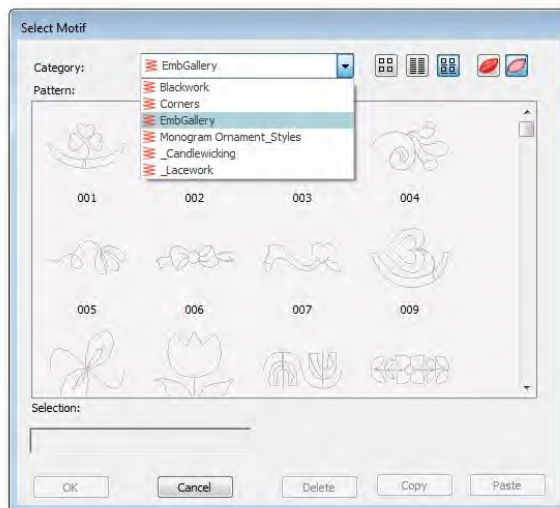 Select Motif
Category:
EmbGallery
Pattern:
Blackwork
Corners
EmbGallery
Monogram Ornament_Styles
_Candlewicking
_Lacework
001 002 003 004
005 006 007 009
Selection:
OK Cancel Delete Copy Paste